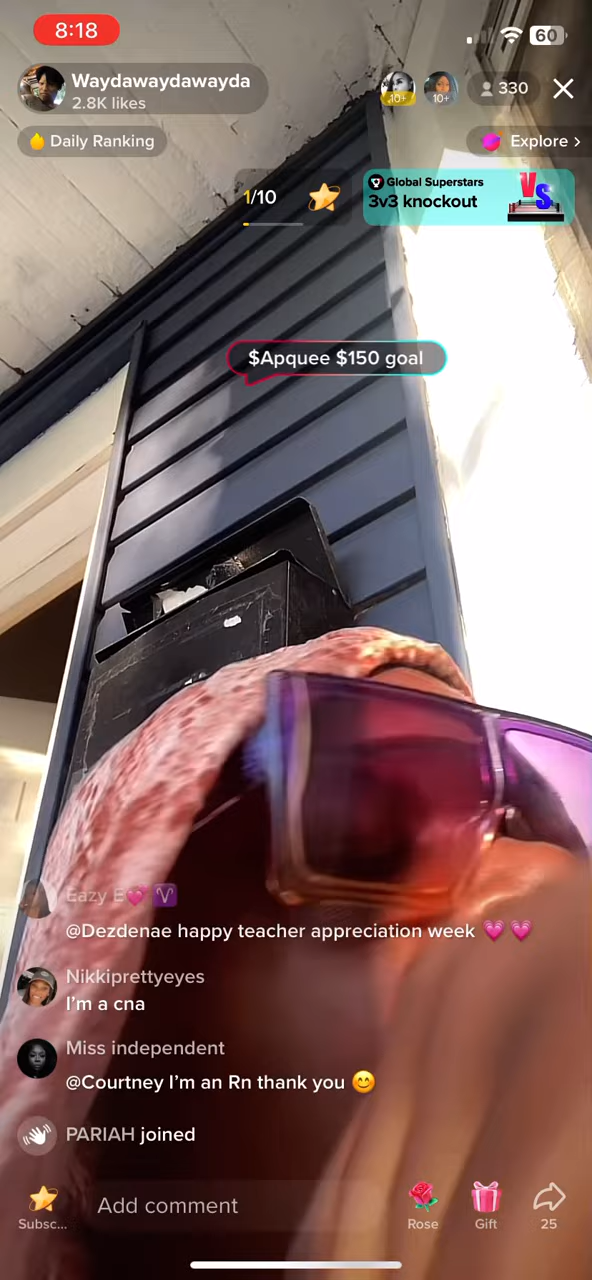 8:18
60
Waydawaydawayda
2.8K likes
10+
10+
330
Daily Ranking
Explore >
1/10
Global Superstars
3v3 knockout
VS
$Apquee $150 goal
Eazy E💕 ♈
@Dezdenae happy teacher appreciation week 💗 💗
Nikkiprettyeyes
I'm a cna
Miss independent
@Courtney I'm an Rn thank you 😊
PARIAH joined
Subsc...
Add comment
Rose
Gift
25